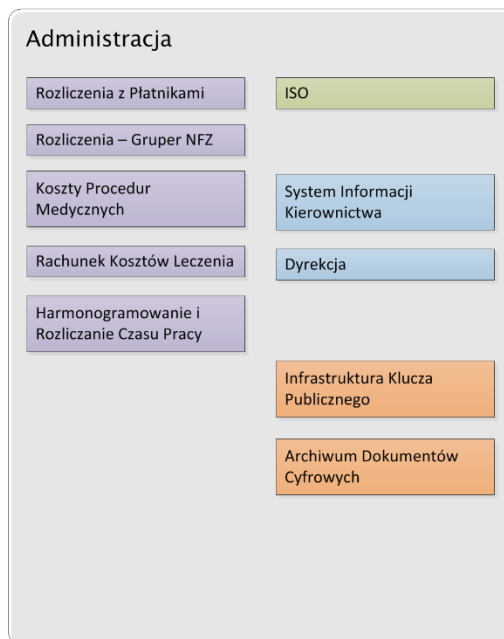 Administracja
Rozliczenia z Płatnikami
Rozliczenia – Gruper NFZ
Koszty Procedur
Medycznych
Rachunek Kosztów Leczenia
Harmonogramowanie i
Rozliczanie Czasu Pracy
ISO
System Informacji
Kierownictwa
Dyrekcja
Infrastruktura Klucza
Publicznego
Archiwum Dokumentów
Cyfrowych